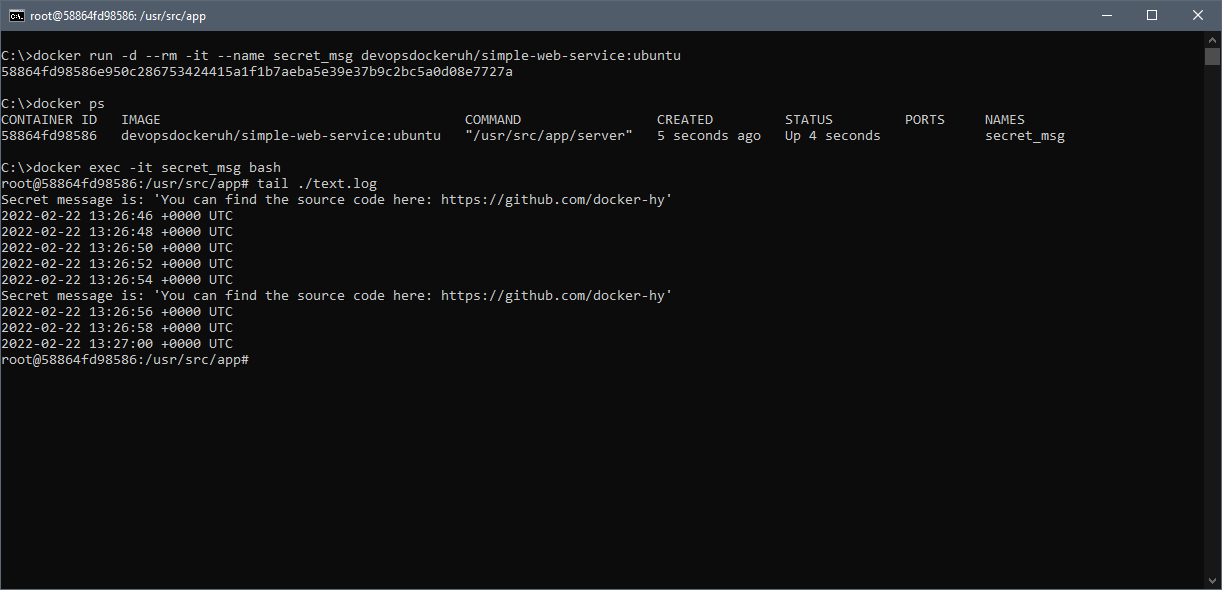 root@58864fd98586: /usr/src/app
C:\>docker run -d --rm -it --name secret_msg devopsdockeruh/simple-web-service:ubuntu
58864fd98586e950c286753424415a1f1b7aeba5e39e37b9c2bc5a0d08e7727a
C:\>docker ps
CONTAINER ID   IMAGE                                      COMMAND                 CREATED         STATUS         PORTS     NAMES
58864fd98586   devopsdockeruh/simple-web-service:ubuntu   "/usr/src/app/server"   5 seconds ago   Up 4 seconds             secret_msg
C:\>docker exec -it secret_msg bash
root@58864fd98586:/usr/src/app# tail ./text.log
Secret message is: 'You can find the source code here: https://github.com/docker-hy'
2022-02-22 13:26:46 +0000 UTC
2022-02-22 13:26:48 +0000 UTC
2022-02-22 13:26:50 +0000 UTC
2022-02-22 13:26:52 +0000 UTC
2022-02-22 13:26:54 +0000 UTC
Secret message is: 'You can find the source code here: https://github.com/docker-hy'
2022-02-22 13:26:56 +0000 UTC
2022-02-22 13:26:58 +0000 UTC
2022-02-22 13:27:00 +0000 UTC
root@58864fd98586:/usr/src/app#